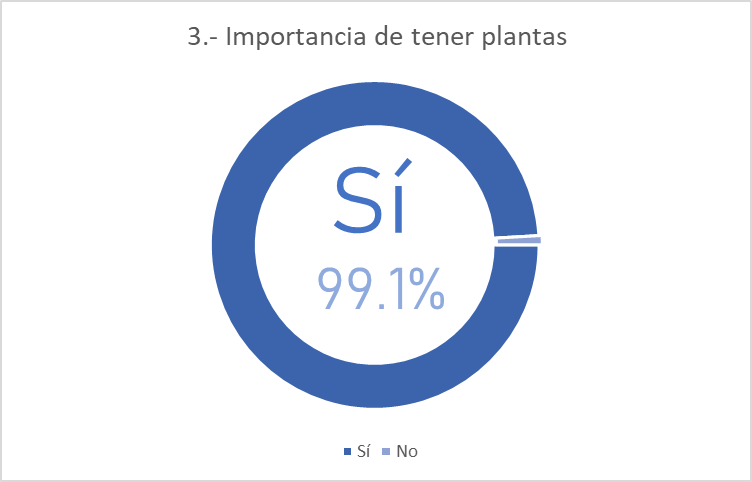 3.- Importancia de tener plantas
Sí
99.1%
Sí No